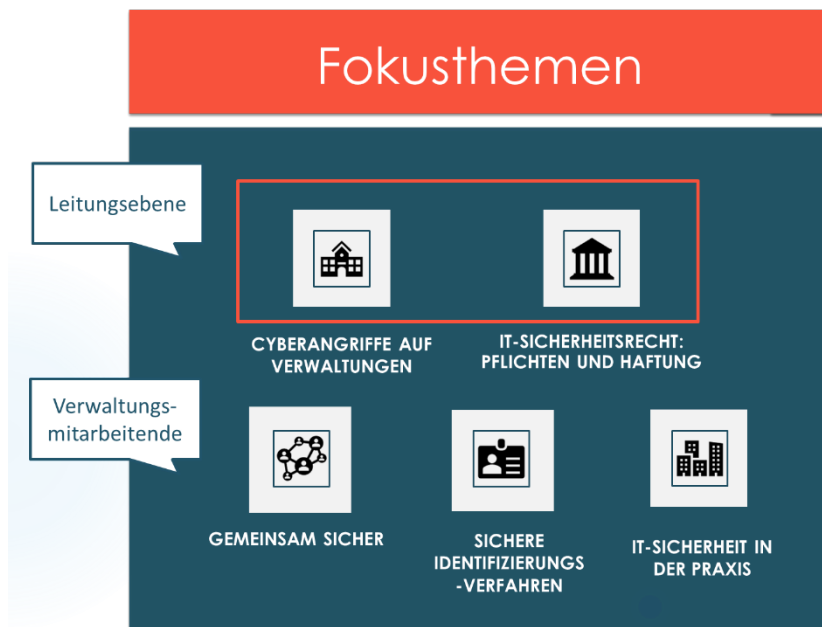 Fokusthemen
Leitungsebene
CYBERANGRIFFE AUF
VERWALTUNGEN
IT-SICHERHEITSRECHT:
PFLICHTEN UND HAFTUNG
Verwaltungs-
mitarbeitende
GEMEINSAM SICHER
SICHERE
IDENTIFIZIERUNGS
-VERFAHREN
IT-SICHERHEIT IN
DER PRAXIS